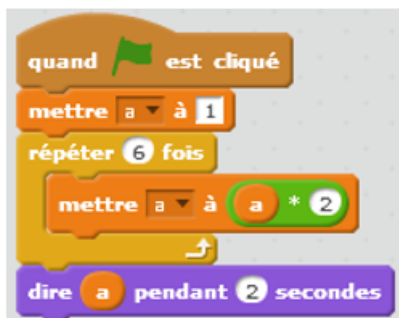 quand est cliqué
mettre a à 1
répéter 6 fois
mettre a à a * 2
dire a pendant 2 secondes